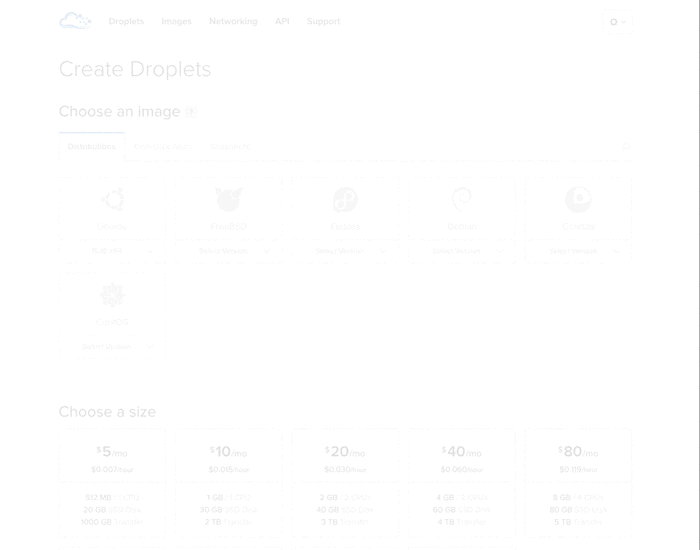 Droplets Images Networking API Support
Create Droplets
Choose an image ?
Distributions
Ubuntu FreeBSD Fedora Debian CentOS
Select Version Select Version Select Version Select Version
CoreOS
Select Version
Choose a size
$5/mo $10/mo $20/mo $40/mo $80/mo
$0.007/hour $0.015/hour $0.030/hour $0.060/hour $0.119/hour
512 MB / 1 CPU 1 GB / 1 CPU 2 GB / 2 CPUs 4 GB / 2 CPUs 8 GB / 4 CPUs
20 GB SSD Disk 30 GB SSD Disk 40 GB SSD Disk 60 GB SSD Disk 80 GB SSD Disk
1000 GB Transfer 2 TB Transfer 3 TB Transfer 4 TB Transfer 5 TB Transfer